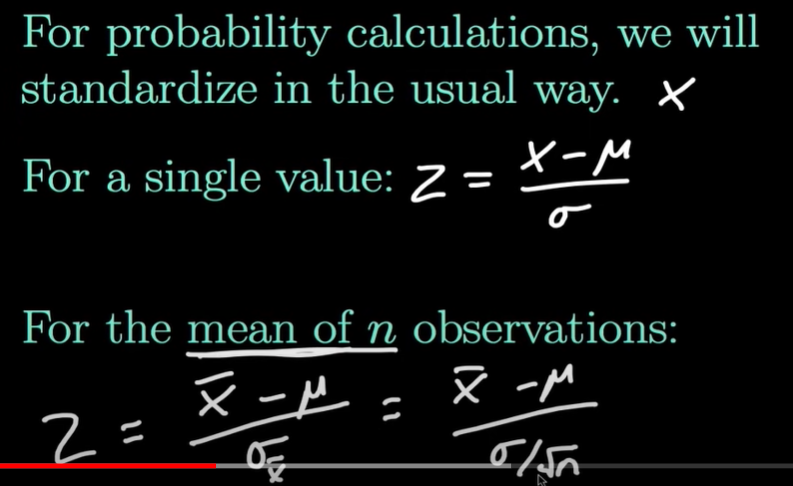 For probability calculations, we will
standardize in the usual way. X
For a single value: Z = (X - μ) / σ
For the mean of n observations:
Z = (X̄ - μ) / σ_X̄ = (X̄ - μ) / (σ/√n)